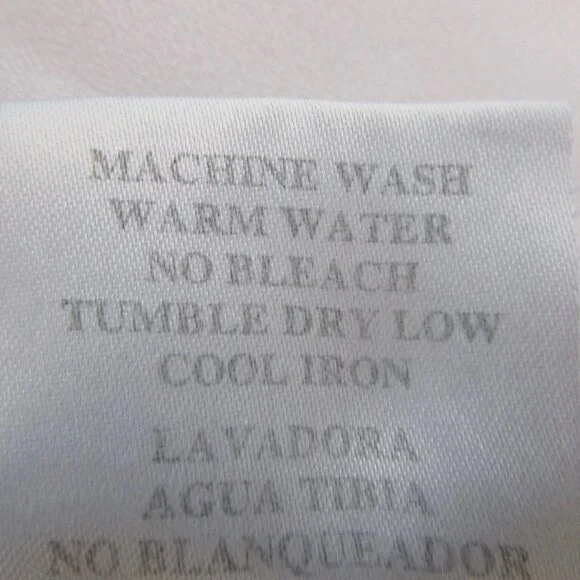 MACHINE WASH
WARM WATER
NO BLEACH
TUMBLE DRY LOW
COOL IRON
LAVADORA
AGUA TIBIA
NO BLANQUEADOR